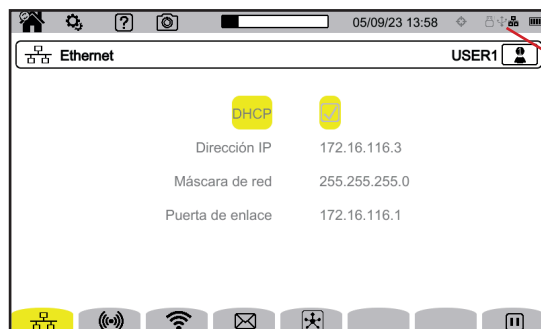 05/09/23 13:58
Ethernet USER1
DHCP
Dirección IP 172.16.116.3
Máscara de red 255.255.255.0
Puerta de enlace 172.16.116.1